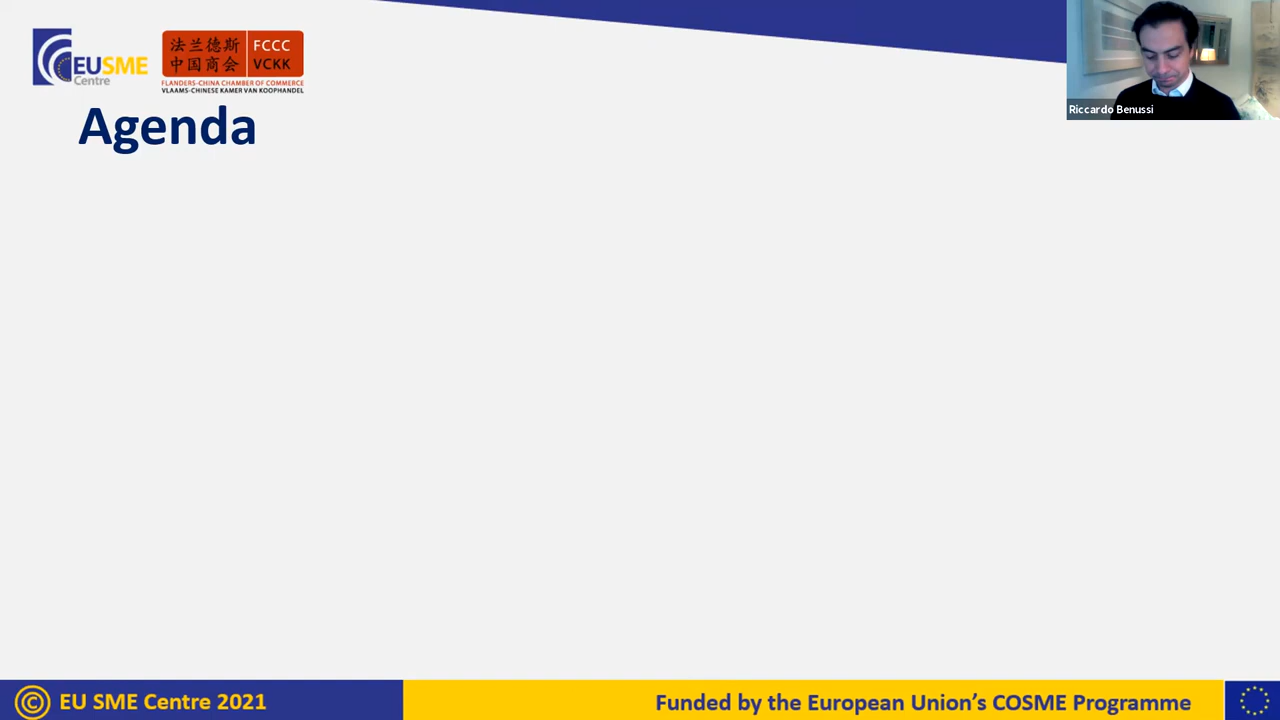 EUSME
Centre
法兰德斯
中国商会
FCCC
VCKK
FLANDERS-CHINA CHAMBER OF COMMERCE
VLAAMS-CHINESE KAMER VAN KOOPHANDEL
Riccardo Benussi
Agenda
© EU SME Centre 2021
Funded by the European Union's COSME Programme